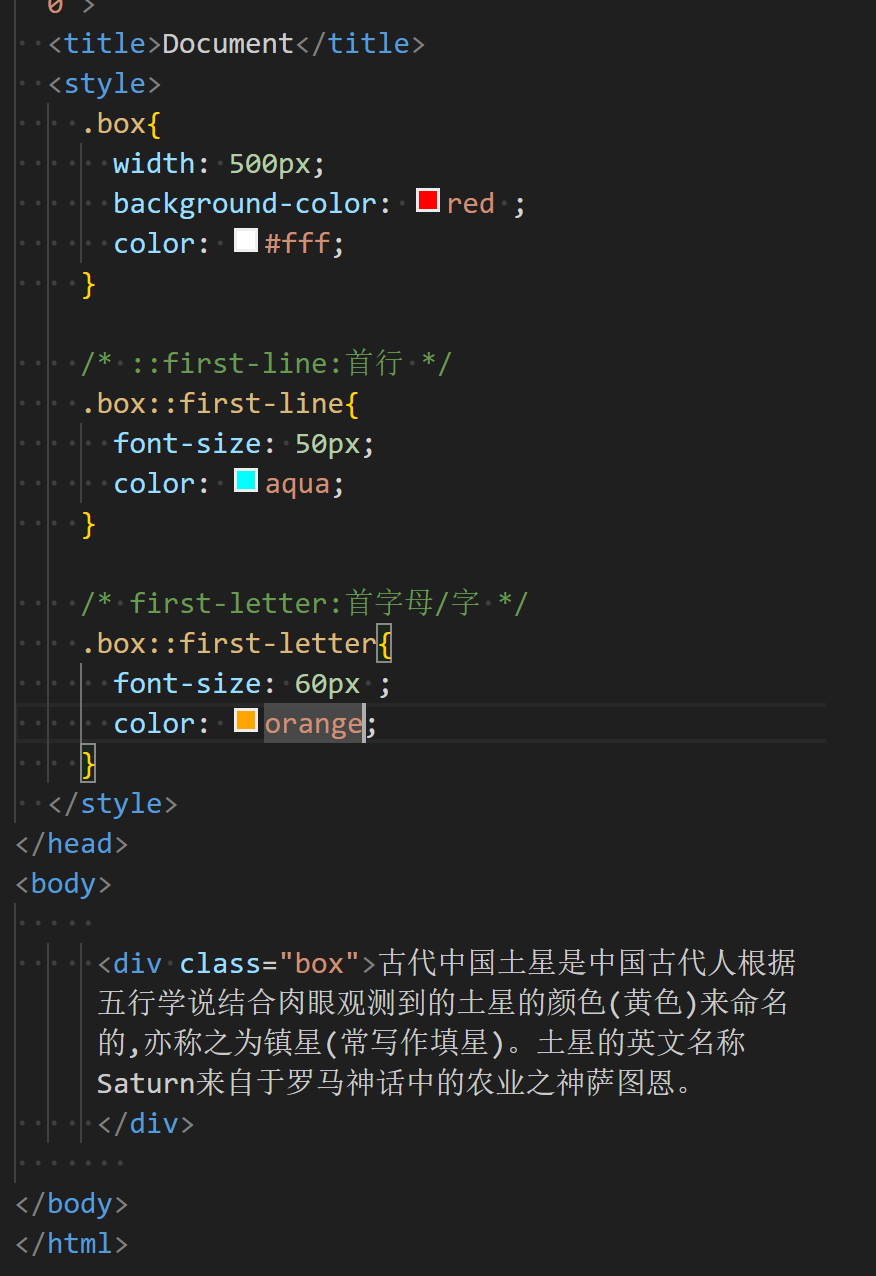 0">
<title>Document</title>
<style>
.box{
width: 500px;
background-color: red ;
color: #fff;
}
/* ::first-line:首行 */
.box::first-line{
font-size: 50px;
color: aqua;
}
/* first-letter:首字母/字 */
.box::first-letter{
font-size: 60px ;
color: orange;
}
</style>
</head>
<body>
<div class="box">古代中国土星是中国古代人根据
五行学说结合肉眼观测到的土星的颜色(黄色)来命名
的,亦称之为镇星(常写作填星)。土星的英文名称
Saturn来自于罗马神话中的农业之神萨图恩。
</div>
</body>
</html>